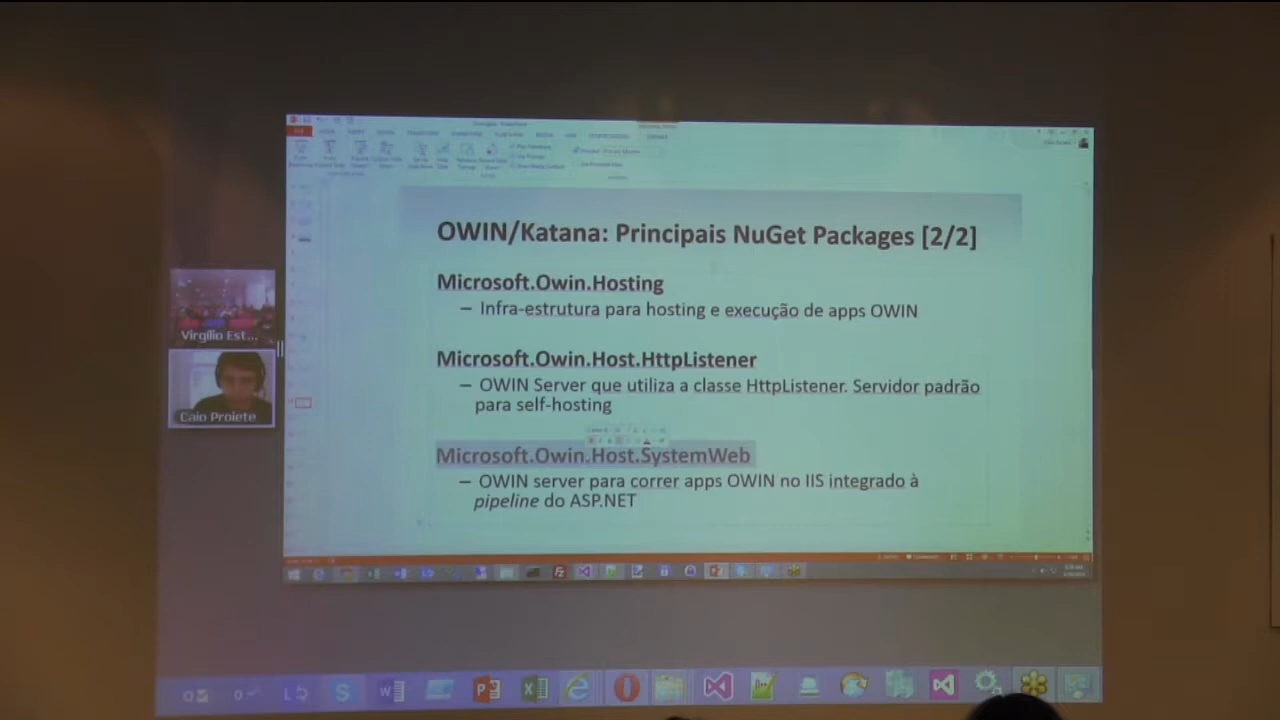 OWIN/Katana: Principais NuGet Packages [2/2]
Microsoft.Owin.Hosting
– Infra-estrutura para hosting e execução de apps OWIN
Microsoft.Owin.Host.HttpListener
– OWIN Server que utiliza a classe HttpListener. Servidor padrão
para self-hosting
Microsoft.Owin.Host.SystemWeb
– OWIN server para correr apps OWIN no IIS integrado à
pipeline do ASP.NET
Virgílio Est...
Caio Proiete